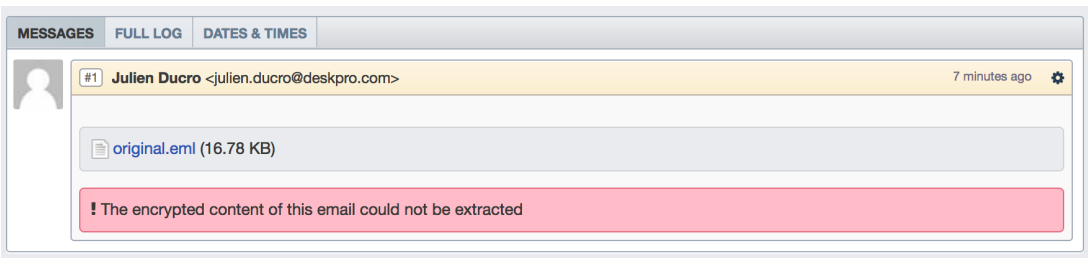 MESSAGES FULL LOG DATES & TIMES
#1 Julien Ducro <julien.ducro@deskpro.com> 7 minutes ago
original.eml (16.78 KB)
! The encrypted content of this email could not be extracted